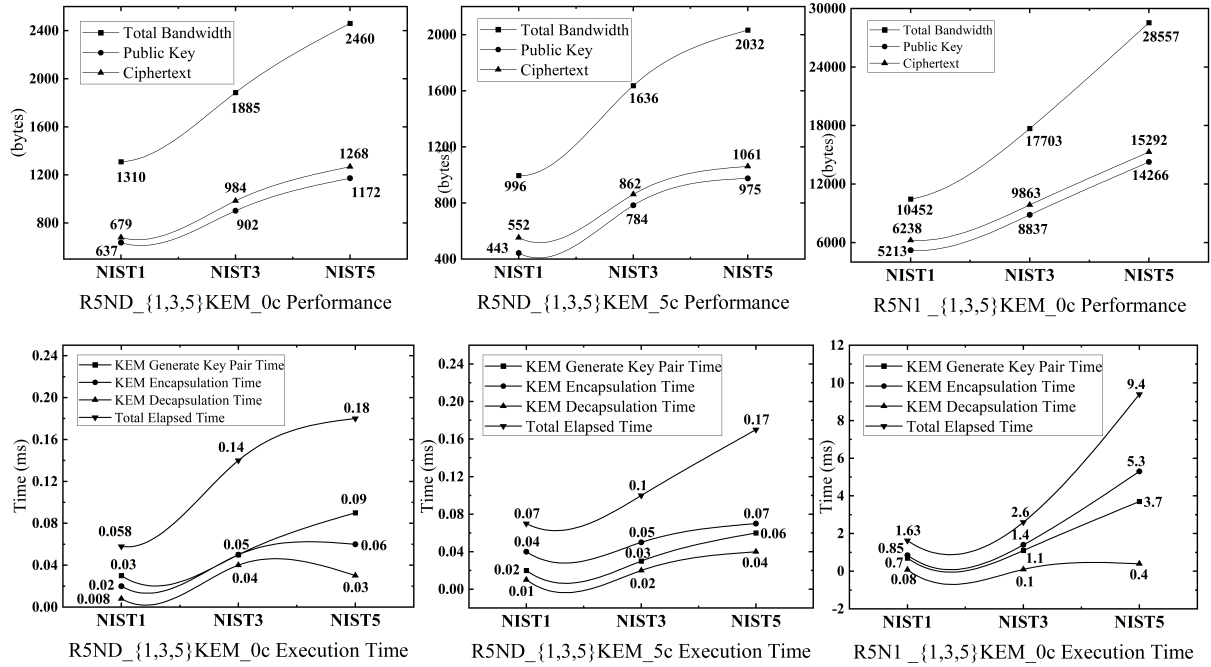 2400
2000
1600
1200
800
(bytes)
Total Bandwidth
Public Key
Ciphertext
2460
1885
1310
1268
984
679
1172
902
637
NIST1 NIST3 NIST5
R5ND_{1,3,5}KEM_0c Performance
2000
1600
1200
800
400
(bytes)
Total Bandwidth
Public Key
Ciphertext
2032
1636
996
1061
862
552
975
784
443
NIST1 NIST3 NIST5
R5ND_{1,3,5}KEM_5c Performance
30000
24000
18000
12000
6000
(bytes)
Total Bandwidth
Public Key
Ciphertext
28557
17703
10452
15292
9863
6238
14266
8837
5213
NIST1 NIST3 NIST5
R5N1_{1,3,5}KEM_0c Performance
0.24
0.20
0.16
0.12
0.08
0.04
0.00
Time (ms)
KEM Generate Key Pair Time
KEM Encapsulation Time
KEM Decapsulation Time
Total Elapsed Time
0.18
0.14
0.058
0.09
0.05
0.03
0.06
0.02
0.04
0.03
0.008
NIST1 NIST3 NIST5
R5ND_{1,3,5}KEM_0c Execution Time
0.24
0.20
0.16
0.12
0.08
0.04
0.00
Time (ms)
KEM Generate Key Pair Time
KEM Encapsulation Time
KEM Decapsulation Time
Total Elapsed Time
0.17
0.1
0.07
0.07
0.05
0.04
0.06
0.03
0.02
0.04
0.02
0.01
NIST1 NIST3 NIST5
R5ND_{1,3,5}KEM_5c Execution Time
12
10
8
6
4
2
0
-2
Time (ms)
KEM Generate Key Pair Time
KEM Encapsulation Time
KEM Decapsulation Time
Total Elapsed Time
9.4
2.6
1.63
5.3
1.4
0.85
3.7
1.1
0.7
0.4
0.1
0.08
NIST1 NIST3 NIST5
R5N1_{1,3,5}KEM_0c Execution Time